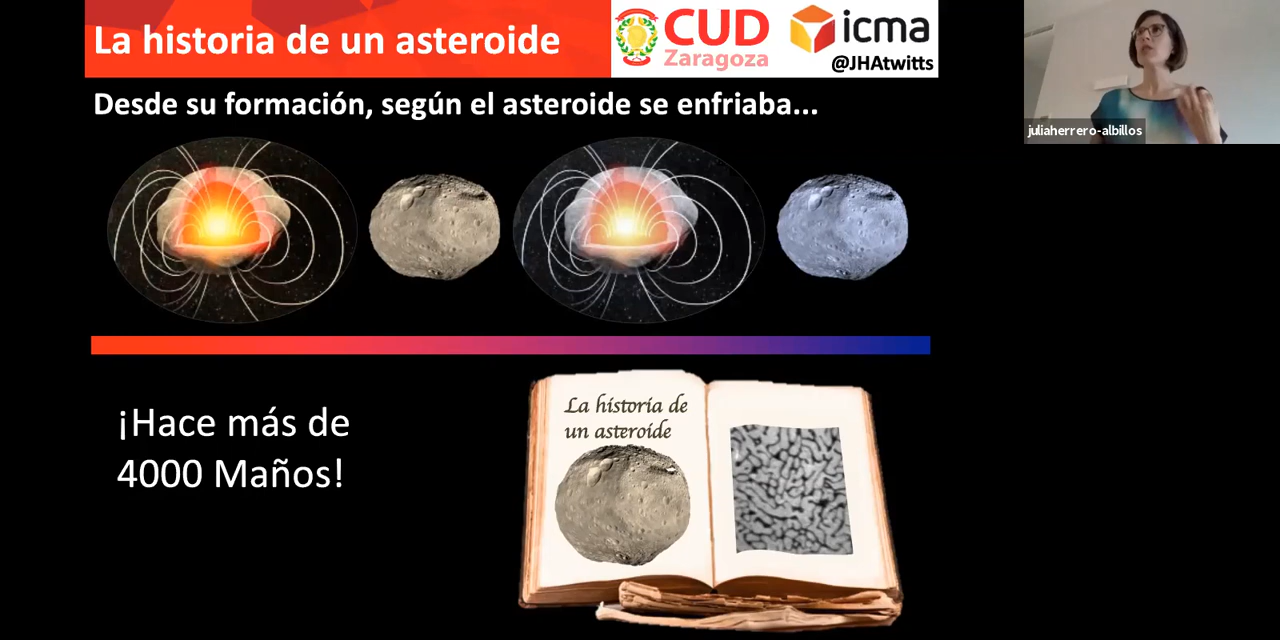 La historia de un asteroide
CUD
Zaragoza
icma
@JHAtwitts
juliaherrero-albillos
Desde su formación, según el asteroide se enfriaba...
¡Hace más de
4000 Maños!
La historia de
un asteroide